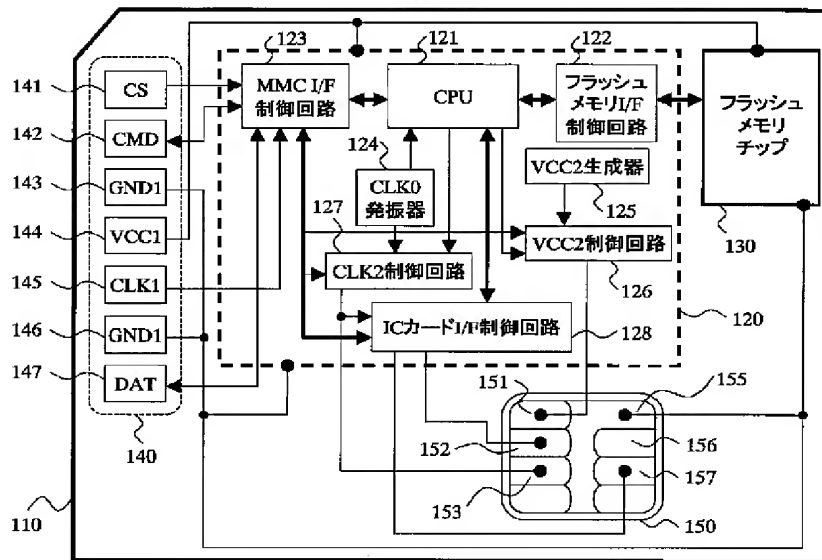 123
121
122
141
CS
MMC I/F
制御回路
CPU
フラッシュ
メモリI/F
制御回路
フラッシュ
メモリ
チップ
142
CMD
124
143
GND1
CLK0
発振器
VCC2生成器
127
125
144
VCC1
130
CLK2制御回路
VCC2制御回路
145
CLK1
126
146
GND1
ICカードI/F制御回路
128
120
147
DAT
151
155
140
152
156
153
157
110
150